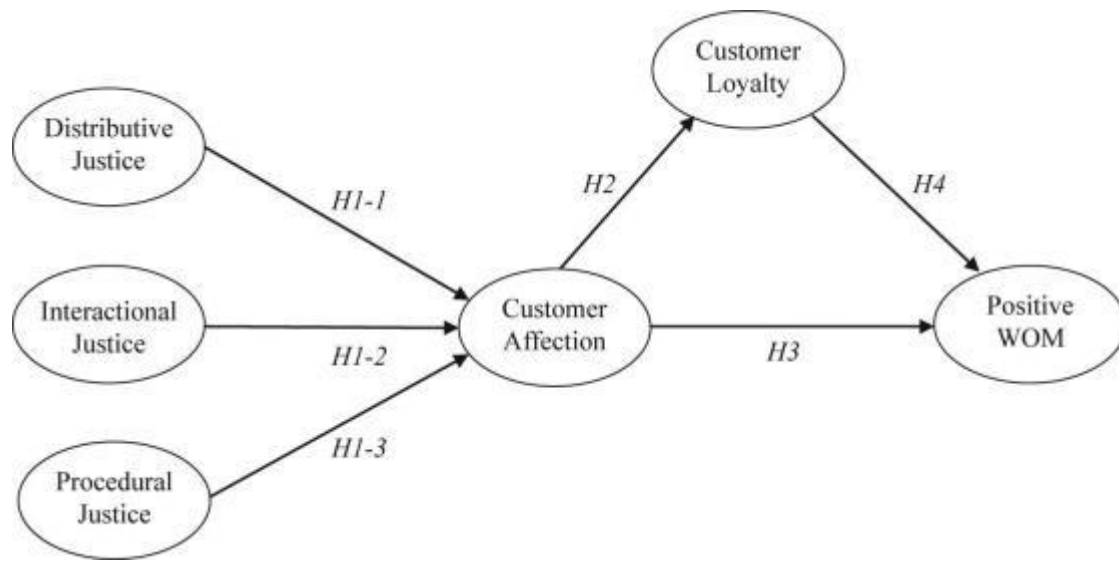 Customer
Loyalty
Distributive
Justice
H1-1
H2
H4
Interactional
Justice
H1-2
Customer
Affection
H3
Positive
WOM
H1-3
Procedural
Justice